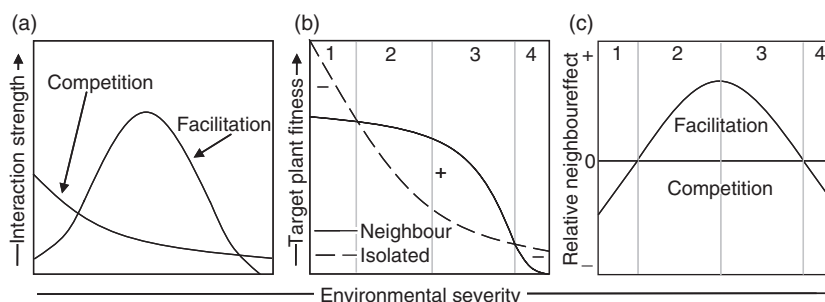 (a)
Interaction strength
Competition
Facilitation
(b)
1 2 3 4
Target plant fitness
–
+
–
Neighbour
Isolated
(c)
1 2 3 4
Relative neighboureffect
+
0
–
Facilitation
Competition
Environmental severity